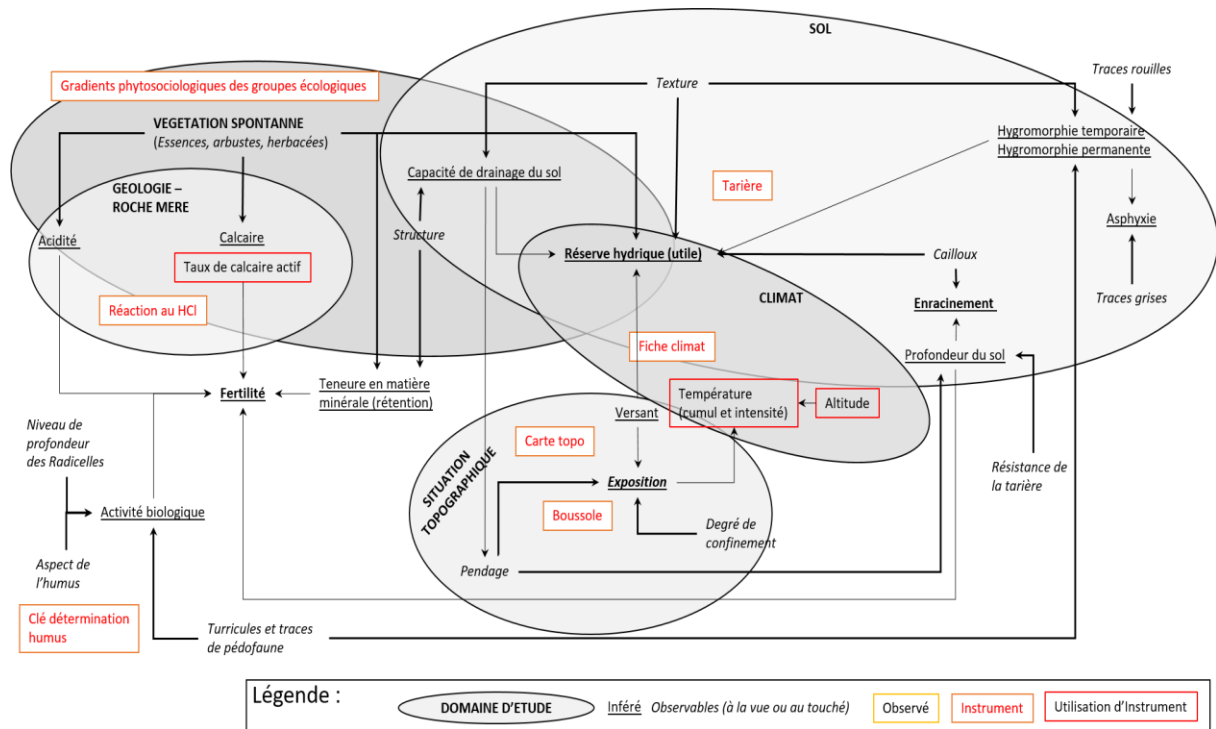 SOL
Gradients phytosociologiques des groupes écologiques
Texture
Traces rouilles
VEGETATION SPONTANNE
(Essences, arbustes, herbacées)
Hygromorphie temporaire
Hygromorphie permanente
Capacité de drainage du sol
Tarière
GEOLOGIE –
ROCHE MERE
Acidité
Calcaire
Structure
Asphyxie
Réserve hydrique (utile)
Cailloux
Taux de calcaire actif
CLIMAT
Enracinement
Traces grises
Réaction au HCl
Fiche climat
Profondeur du sol
Fertilité
Teneure en matière
minérale (rétention)
Température
(cumul et intensité)
Altitude
Versant
Niveau de
profondeur
des Radicelles
Carte topo
SITUATION
TOPOGRAPHIQUE
Exposition
Résistance de
la tarière
Activité biologique
Boussole
Degré de
confinement
Aspect de
l'humus
Pendage
Clé détermination
humus
Turricules et traces
de pédofaune
Légende :
DOMAINE D'ETUDE
Inféré
Observables (à la vue ou au touché)
Observé
Instrument
Utilisation d'Instrument